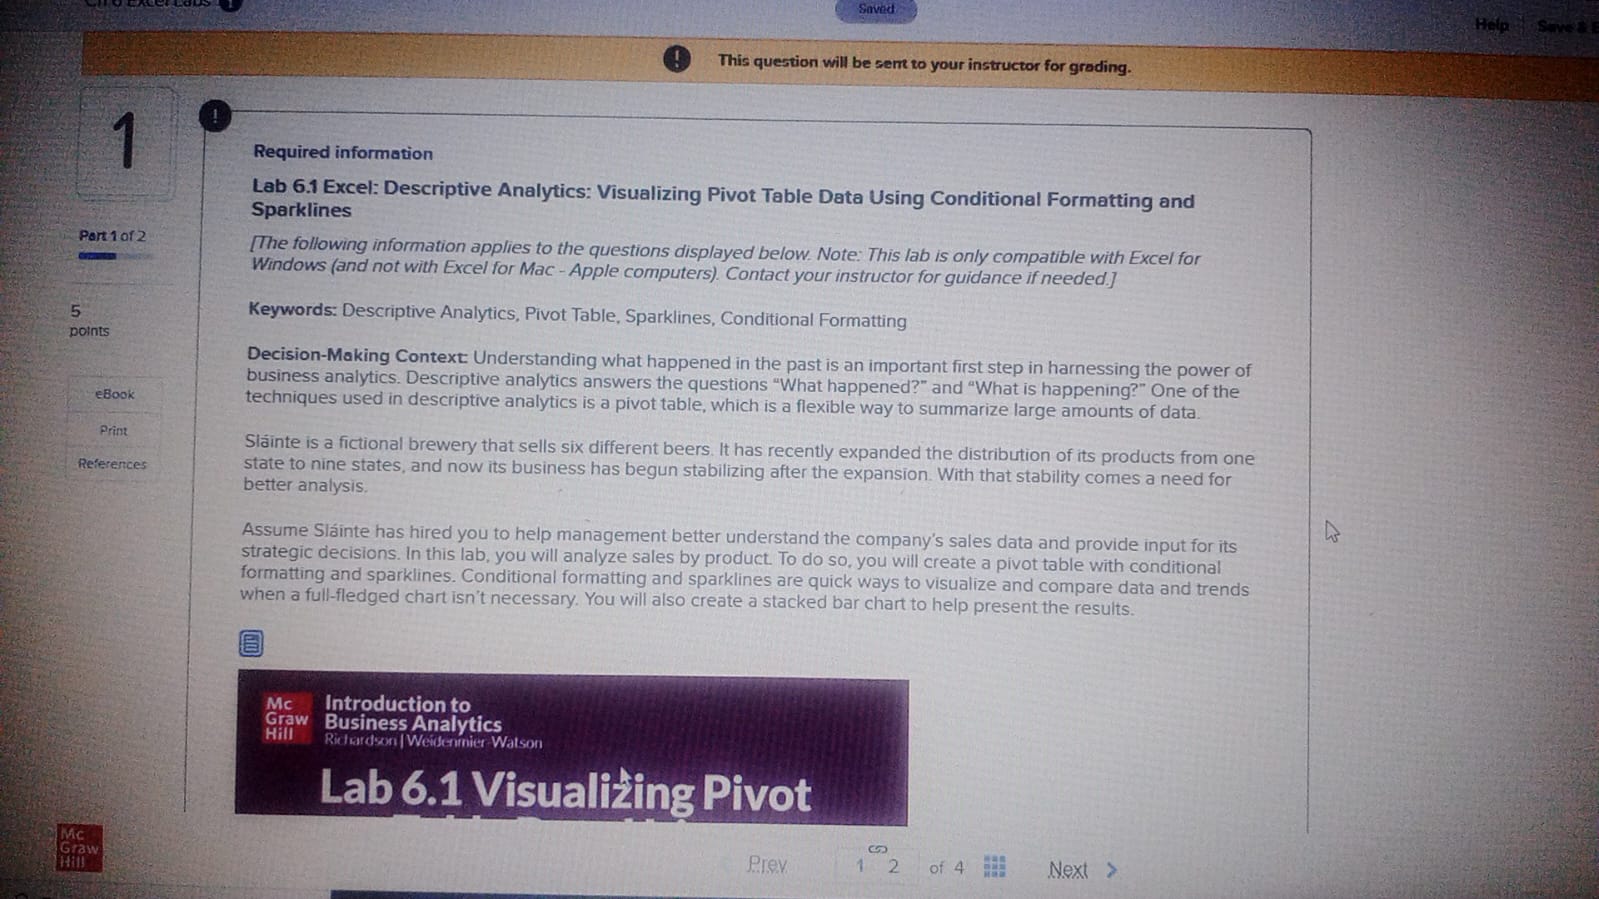 Saved
Help
This question will be sent to your instructor for grading.
1
Part 1 of 2
5
points
eBook
Print
References
Required information
Lab 6.1 Excel: Descriptive Analytics: Visualizing Pivot Table Data Using Conditional Formatting and
Sparklines
[The following information applies to the questions displayed below. Note: This lab is only compatible with Excel for
Windows (and not with Excel for Mac - Apple computers). Contact your instructor for guidance if needed.]
Keywords: Descriptive Analytics, Pivot Table, Sparklines, Conditional Formatting
Decision-Making Context: Understanding what happened in the past is an important first step in harnessing the power of
business analytics. Descriptive analytics answers the questions “What happened?” and “What is happening?” One of the
techniques used in descriptive analytics is a pivot table, which is a flexible way to summarize large amounts of data.
Sláinte is a fictional brewery that sells six different beers. It has recently expanded the distribution of its products from one
state to nine states, and now its business has begun stabilizing after the expansion. With that stability comes a need for
better analysis.
Assume Sláinte has hired you to help management better understand the company's sales data and provide input for its
strategic decisions. In this lab, you will analyze sales by product. To do so, you will create a pivot table with conditional
formatting and sparklines. Conditional formatting and sparklines are quick ways to visualize and compare data and trends
when a full-fledged chart isn't necessary. You will also create a stacked bar chart to help present the results.
Mc
Graw
Hill
Introduction to
Business Analytics
Richardson | Weidenmier Watson
Lab 6.1 Visualizing Pivot
Mc
Graw
Hill
Prev
1 2 of 4
Next